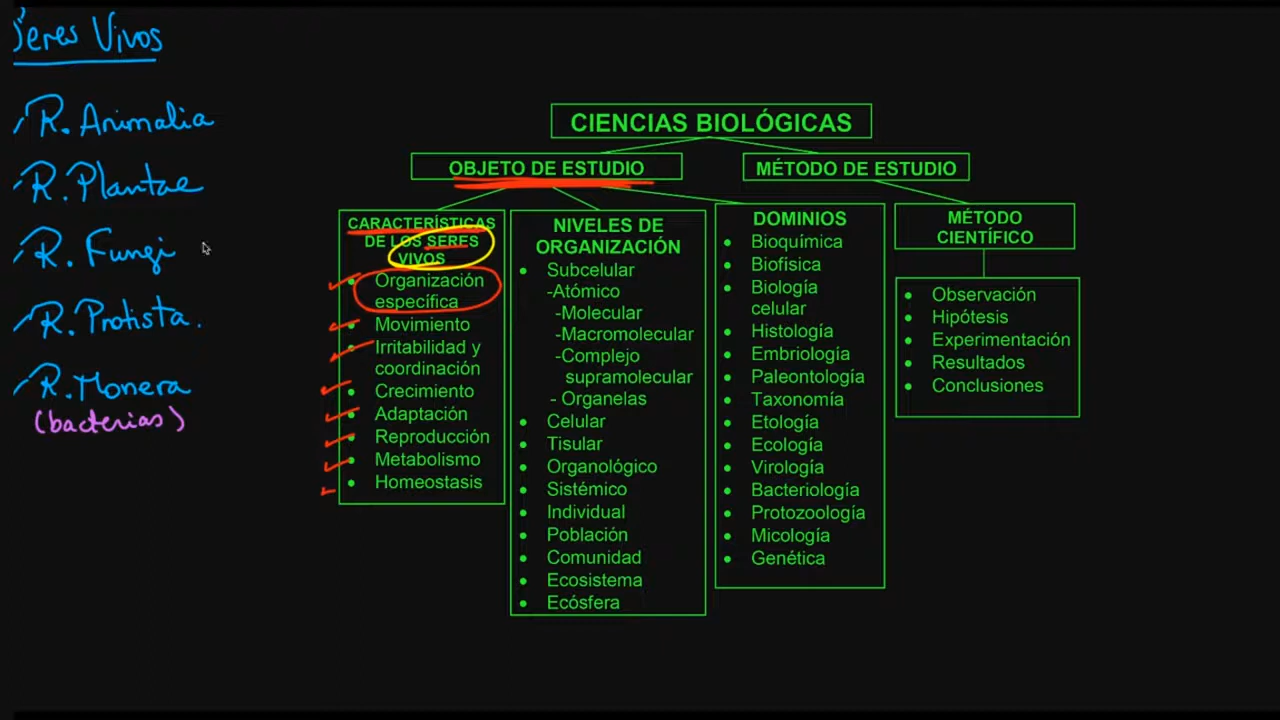 Seres Vivos
R. Animalia
R. Plantae
R. Fungi
R. Protista.
R. Monera
(bacterias)
CIENCIAS BIOLÓGICAS
OBJETO DE ESTUDIO
MÉTODO DE ESTUDIO
CARACTERÍSTICAS
DE LOS SERES
VIVOS
• Organización
específica
• Movimiento
• Irritabilidad y
coordinación
• Crecimiento
• Adaptación
• Reproducción
• Metabolismo
• Homeostasis
NIVELES DE
ORGANIZACIÓN
• Subcelular
-Atómico
-Molecular
-Macromolecular
-Complejo
supramolecular
- Organelas
• Celular
• Tisular
• Organológico
• Sistémico
• Individual
• Población
• Comunidad
• Ecosistema
• Ecósfera
DOMINIOS
• Bioquímica
• Biofísica
• Biología
celular
• Histología
• Embriología
• Paleontología
• Taxonomía
• Etología
• Ecología
• Virología
• Bacteriología
• Protozoología
• Micología
• Genética
MÉTODO
CIENTÍFICO
• Observación
• Hipótesis
• Experimentación
• Resultados
• Conclusiones